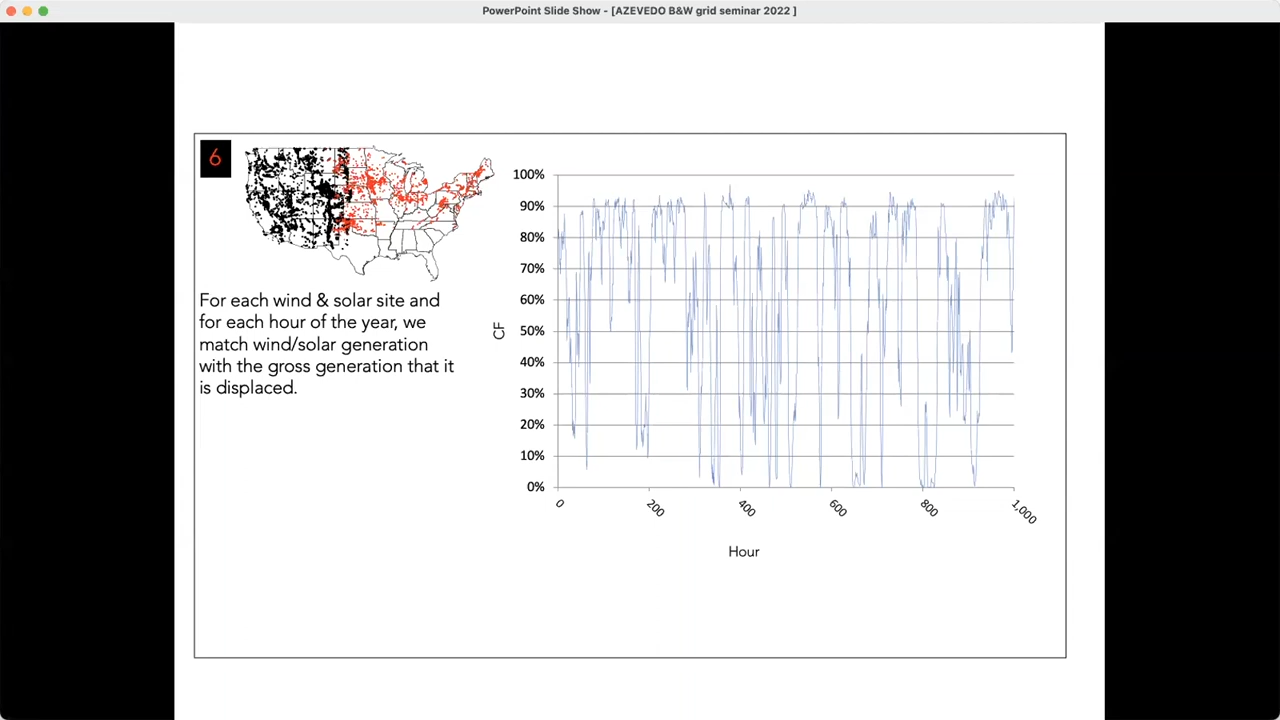 PowerPoint Slide Show - [AZEVEDO B&W grid seminar 2022 ]
6
For each wind & solar site and
for each hour of the year, we
match wind/solar generation
with the gross generation that it
is displaced.
CF
100%
90%
80%
70%
60%
50%
40%
30%
20%
10%
0%
0
200
400
600
800
1,000
Hour